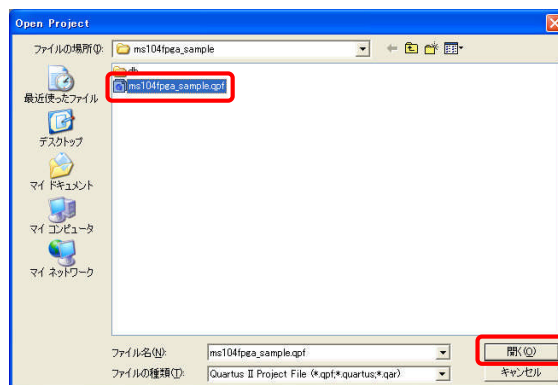 Open Project
ファイルの場所(I):
ms104fpga_sample
db
ms104fpga_sample.qpf
最近使ったファイル
デスクトップ
マイ ドキュメント
マイ コンピュータ
マイ ネットワーク
ファイル名(N):
ms104fpga_sample.qpf
開く(O)
ファイルの種類(T):
Quartus II Project File (*.qpf;*.quartus;*.qar)
キャンセル